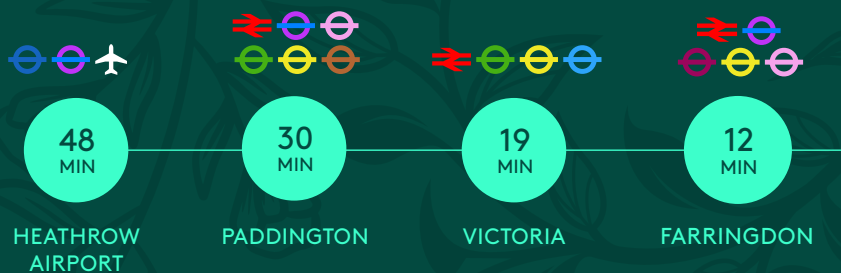 48
MIN
30
MIN
19
MIN
12
MIN
HEATHROW
AIRPORT
PADDINGTON
VICTORIA
FARRINGDON